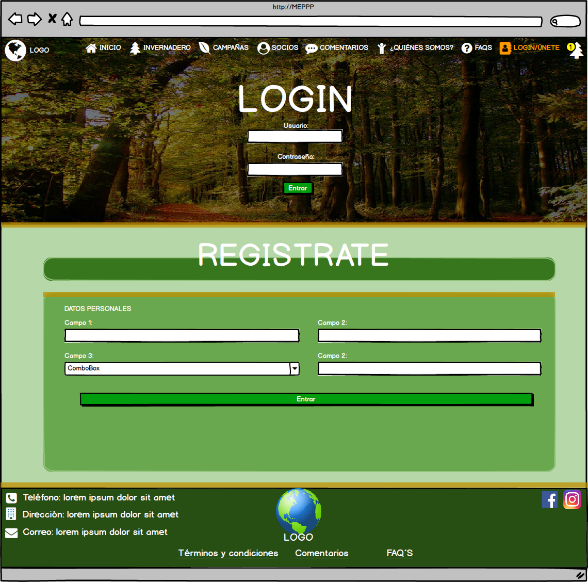 http://MEPPP
LOGO
INICIO
INVERNADERO
CAMPAÑAS
SOCIOS
COMENTARIOS
¿QUIÉNES SOMOS?
FAQS
LOGIN/ÚNETE
1
LOGIN
Usuario:
Contraseña:
Entrar
REGISTRATE
DATOS PERSONALES
Campo 1:
Campo 2:
Campo 3:
Campo 2:
ComboBox
Entrar
Teléfono: lorem ipsum dolor sit amet
Dirección: lorem ipsum dolor sit amet
Correo: lorem ipsum dolor sit amet
LOGO
Términos y condiciones
Comentarios
FAQ´S